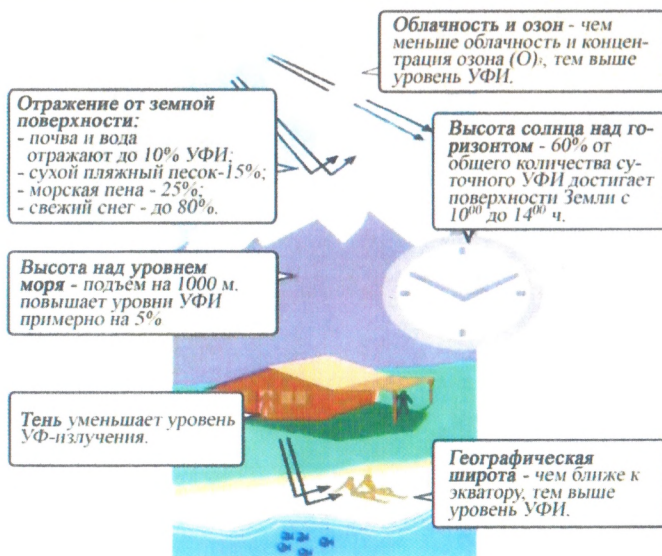 Облачность и озон - чем
меньше облачность и концен-
трация озона (О)₃, тем выше
уровень УФИ.
Отражение от земной
поверхности:
- почва и вода
отражают до 10% УФИ;
- сухой пляжный песок-15%;
- морская пена - 25%;
- свежий снег - до 80%.
Высота солнца над го-
ризонтом - 60% от
общего количества су-
точного УФИ достигает
поверхности Земли с
10⁰⁰ до 14⁰⁰ ч.
Высота над уровнем
моря - подъем на 1000 м.
повышает уровни УФИ
примерно на 5%
Тень уменьшает уровень
УФ-излучения.
Географическая
широта - чем ближе к
экватору, тем выше
уровень УФИ.